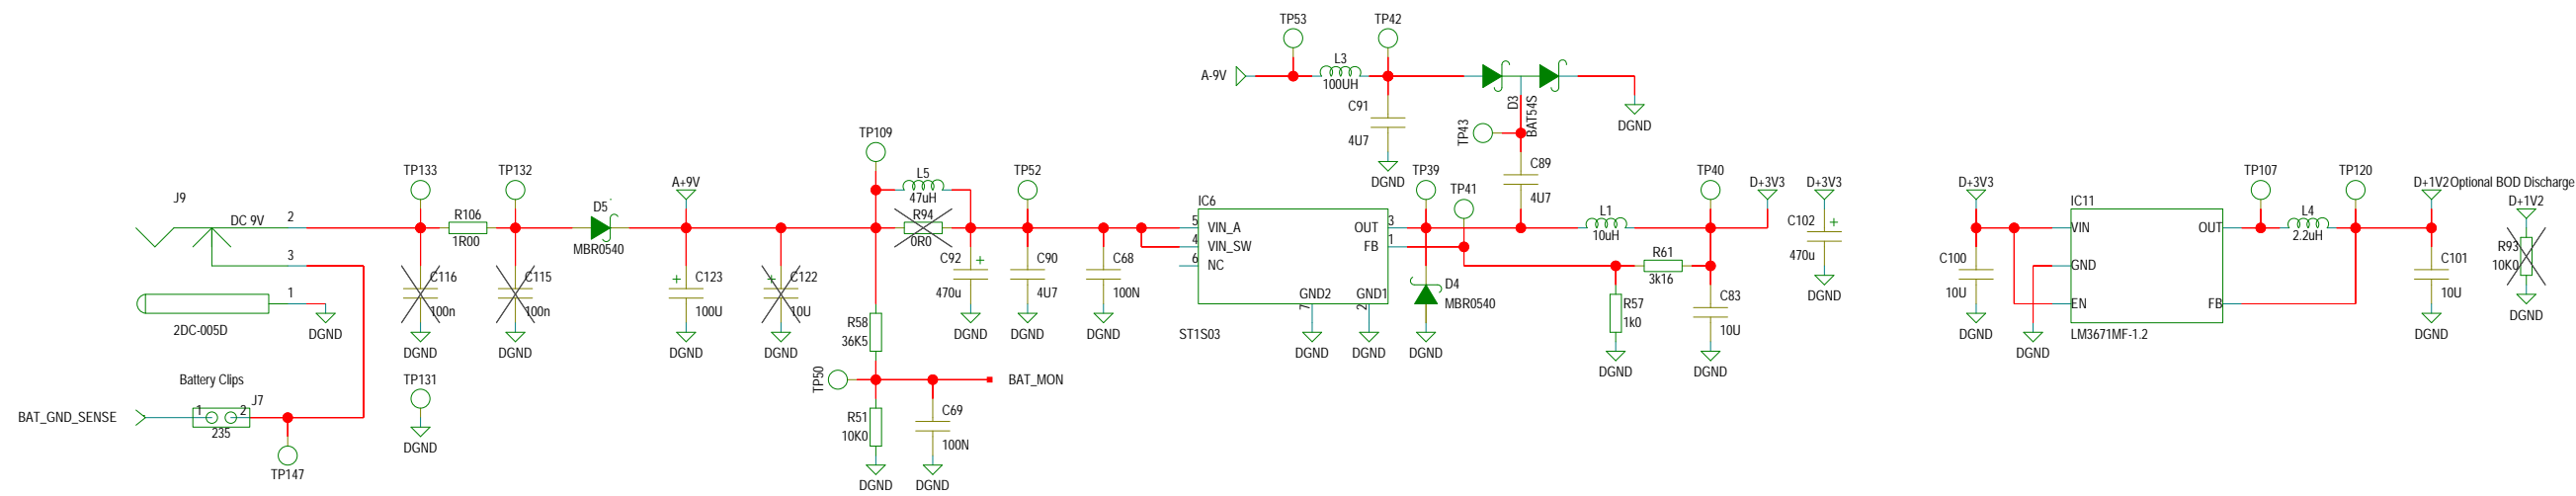 TP53
TP42
L3
A-9V
100UH
C91
4U7
DGND
D3
BAT54S
DGND
TP43
C89
4U7
TP109
L5
47uH
R94
0R0
TP133
TP132
J9
DC 9V
2
3
1
2DC-005D
DGND
R106
1R00
D5
MBR0540
A+9V
C116
100n
DGND
C115
100n
DGND
C123
100U
DGND
C122
10U
DGND
TP52
C92
470u
DGND
C90
4U7
DGND
C68
100N
DGND
IC6
5
VIN_A
4
VIN_SW
6
NC
OUT
3
FB
1
GND2
7
GND1
2
ST1S03
DGND
DGND
TP39
TP41
D4
MBR0540
DGND
L1
10uH
TP40
D+3V3
R61
3k16
R57
1k0
DGND
C83
10U
DGND
D+3V3
C102
470u
DGND
R58
36K5
TP50
BAT_MON
R51
10K0
DGND
C69
100N
DGND
TP131
DGND
Battery Clips
BAT_GND_SENSE
1
2
J7
235
TP147
D+3V3
C100
10U
DGND
DGND
IC11
VIN
GND
EN
OUT
FB
LM3671MF-1.2
TP107
L4
2.2uH
TP120
D+1V2
C101
10U
DGND
Optional BOD Discharge
D+1V2
R93
10K0
DGND